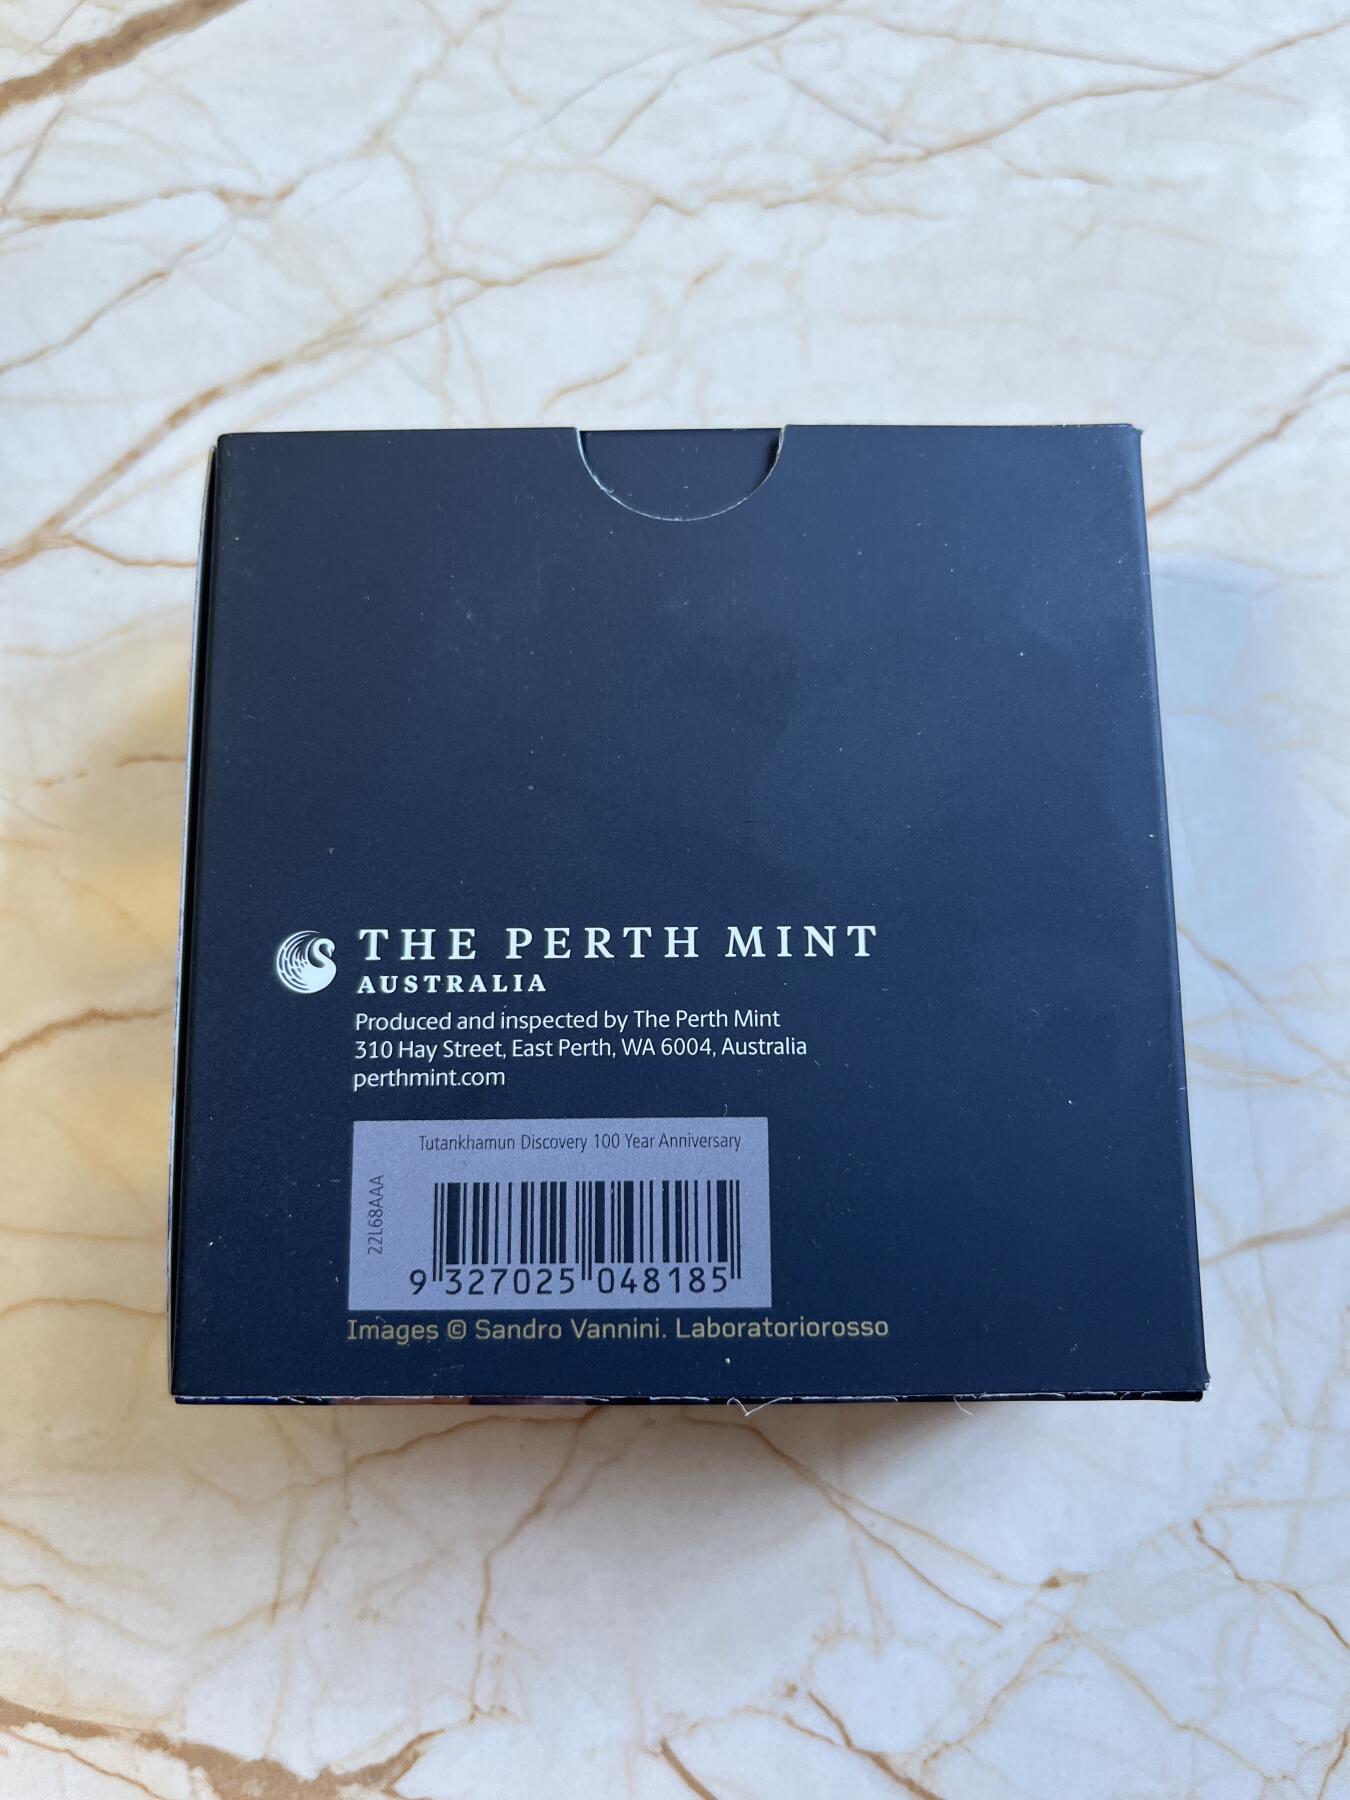 THE PERTH MINT
AUSTRALIA
Produced and inspected by The Perth Mint
310 Hay Street, East Perth, WA 6004, Australia
perthmint.com
Tutankhamun Discovery 100 Year Anniversary
22L68AAA
9 327025 048185
Images © Sandro Vannini. Laboratoriorosso